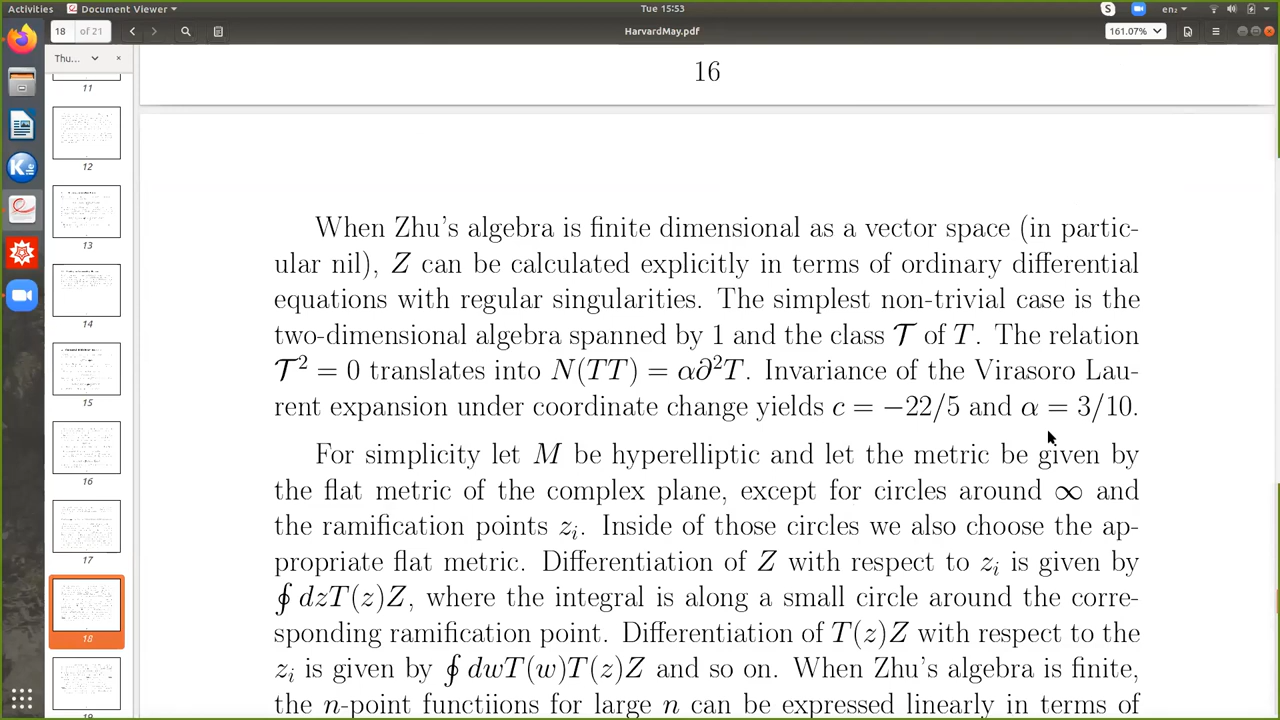 Activities
Document Viewer
Tue 15:53
en₂
18 of 21
HarvardMay.pdf
161.07%
Thu...
11
12
13
14
15
16
17
18
19
16
When Zhu's algebra is finite dimensional as a vector space (in partic-
ular nil), Z can be calculated explicitly in terms of ordinary differential
equations with regular singularities. The simplest non-trivial case is the
two-dimensional algebra spanned by 1 and the class 𝒯 of T. The relation
𝒯² = 0 translates into N(TT) = α∂²T. Invariance of the Virasoro Lau-
rent expansion under coordinate change yields c = −22/5 and α = 3/10.
For simplicity let M be hyperelliptic and let the metric be given by
the flat metric of the complex plane, except for circles around ∞ and
the ramification points zᵢ. Inside of those circles we also choose the ap-
propriate flat metric. Differentiation of Z with respect to zᵢ is given by
∮ dzT(z)Z, where the integral is along a small circle around the corre-
sponding ramification point. Differentiation of T(z)Z with respect to the
zᵢ is given by ∮ dwT(w)T(z)Z and so on. When Zhu's algebra is finite,
the n-point functiions for large n can be expressed linearly in terms of